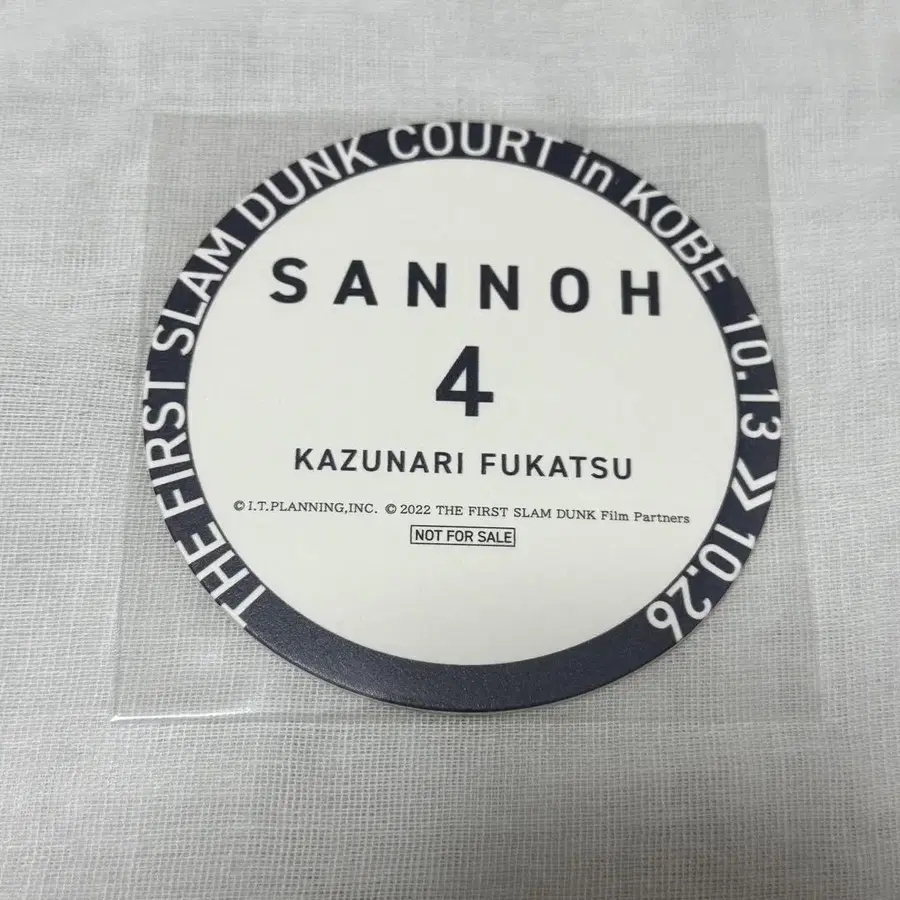 THE FIRST SLAM DUNK COURT in KOBE 10.13 》 10.26
SANNOH
4
KAZUNARI FUKATSU
© I.T.PLANNING,INC. © 2022 THE FIRST SLAM DUNK Film Partners
NOT FOR SALE